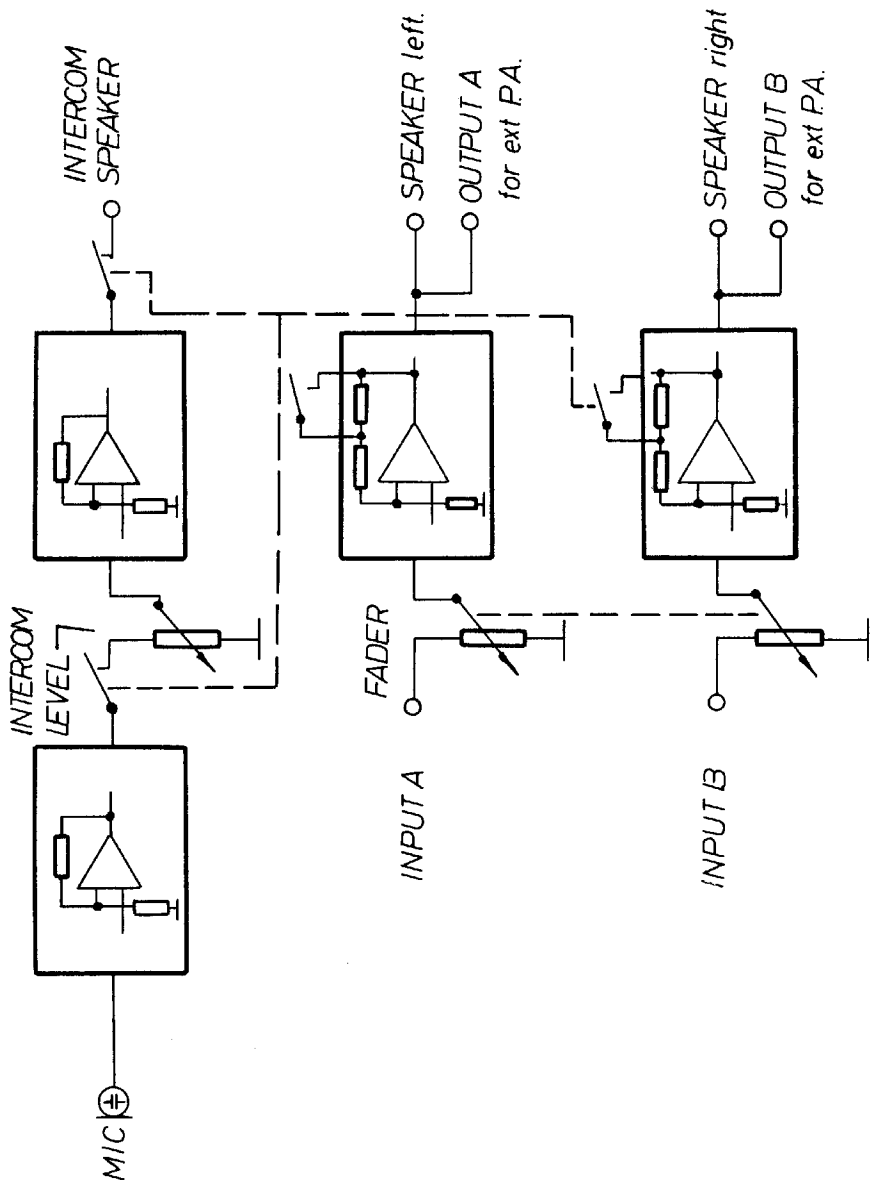 MIC
INTERCOM
LEVEL
INTERCOM
SPEAKER
INPUT A
FADER
SPEAKER left.
OUTPUT A
for ext P.A.
INPUT B
SPEAKER right
OUTPUT B
for ext P.A.